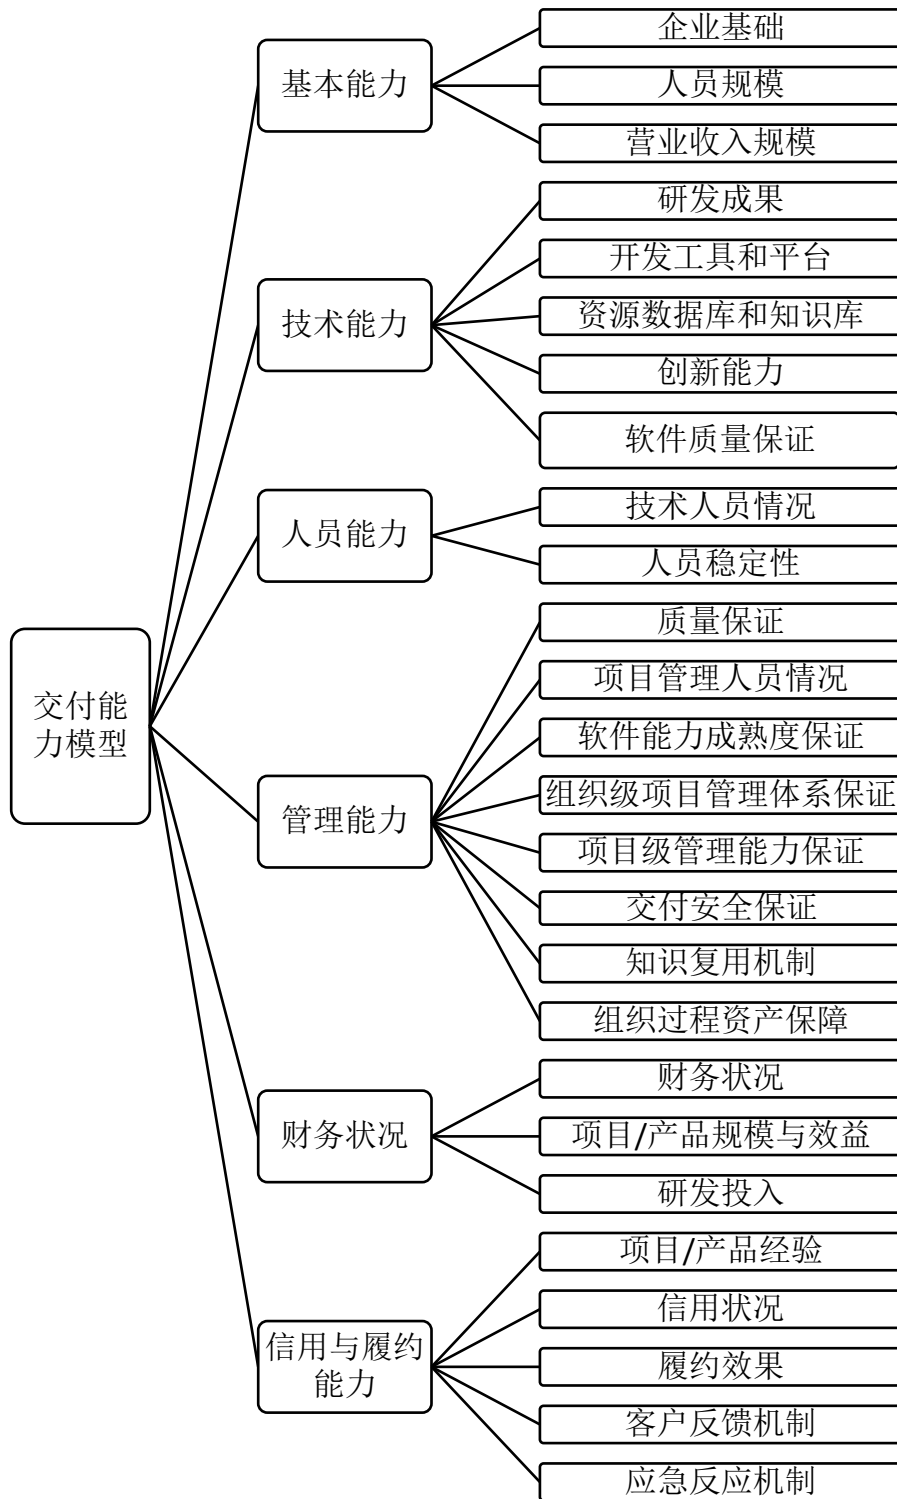 交付能
力模型
基本能力
企业基础
人员规模
营业收入规模
技术能力
研发成果
开发工具和平台
资源数据库和知识库
创新能力
软件质量保证
人员能力
技术人员情况
人员稳定性
管理能力
质量保证
项目管理人员情况
软件能力成熟度保证
组织级项目管理体系保证
项目级管理能力保证
交付安全保证
知识复用机制
组织过程资产保障
财务状况
财务状况
项目/产品规模与效益
研发投入
信用与履约
能力
项目/产品经验
信用状况
履约效果
客户反馈机制
应急反应机制